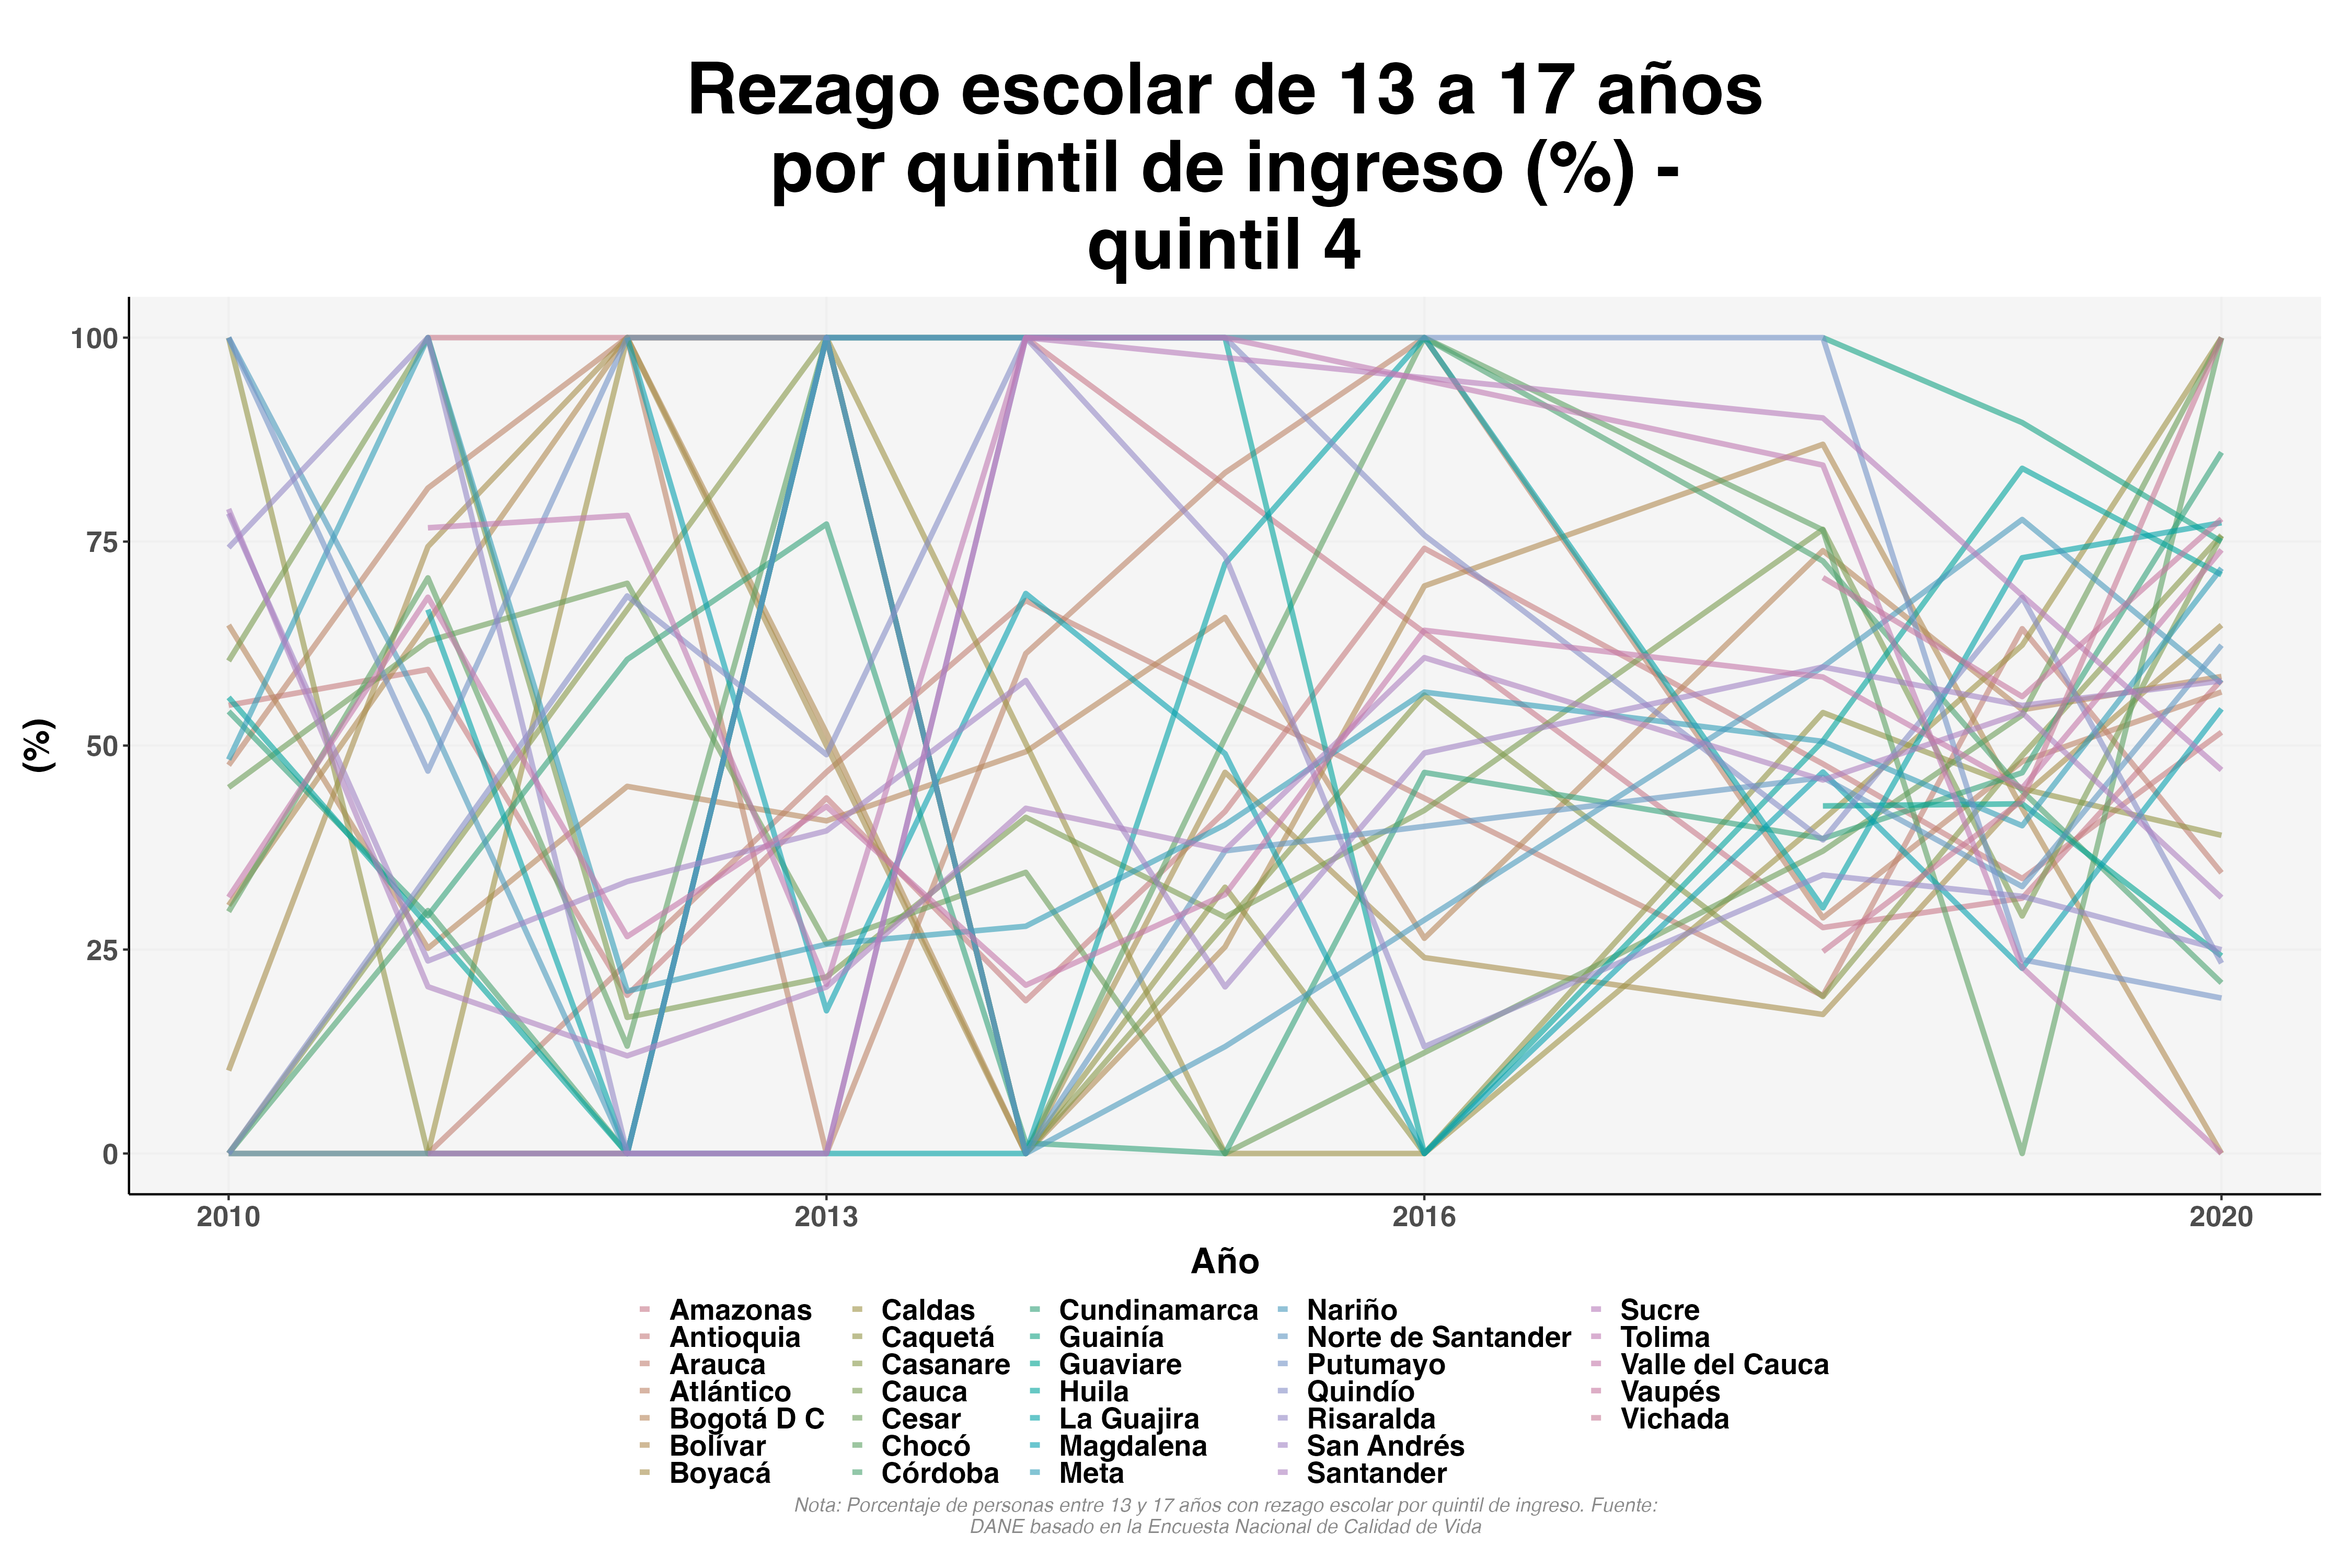 Rezago escolar de 13 a 17 años
por quintil de ingreso (%) -
quintil 4
(%)
100
75
50
25
0
2010 2013 2016 2020
Año
Amazonas Caldas Cundinamarca Nariño Sucre
Antioquia Caquetá Guainía Norte de Santander Tolima
Arauca Casanare Guaviare Putumayo Valle del Cauca
Atlántico Cauca Huila Quindío Vaupés
Bogotá D C Cesar La Guajira Risaralda Vichada
Bolívar Chocó Magdalena San Andrés
Boyacá Córdoba Meta Santander
Nota: Porcentaje de personas entre 13 y 17 años con rezago escolar por quintil de ingreso. Fuente:
DANE basado en la Encuesta Nacional de Calidad de Vida